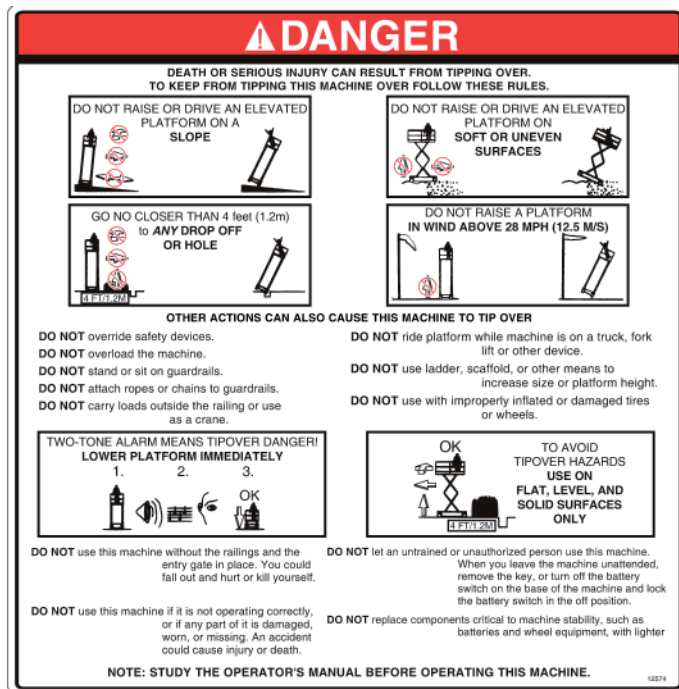 DANGER
DEATH OR SERIOUS INJURY CAN RESULT FROM TIPPING OVER.
TO KEEP FROM TIPPING THIS MACHINE OVER FOLLOW THESE RULES.
DO NOT RAISE OR DRIVE AN ELEVATED
PLATFORM ON A
SLOPE
DO NOT RAISE OR DRIVE AN ELEVATED
PLATFORM ON
SOFT OR UNEVEN
SURFACES
GO NO CLOSER THAN 4 feet (1.2m)
to ANY DROP OFF
OR HOLE
4 FT/1.2M
DO NOT RAISE A PLATFORM
IN WIND ABOVE 28 MPH (12.5 M/S)
OTHER ACTIONS CAN ALSO CAUSE THIS MACHINE TO TIP OVER
DO NOT override safety devices.
DO NOT overload the machine.
DO NOT stand or sit on guardrails.
DO NOT attach ropes or chains to guardrails.
DO NOT carry loads outside the railing or use
as a crane.
DO NOT ride platform while machine is on a truck, fork
lift or other device.
DO NOT use ladder, scaffold, or other means to
increase size or platform height.
DO NOT use with improperly inflated or damaged tires
or wheels.
TWO-TONE ALARM MEANS TIPOVER DANGER!
LOWER PLATFORM IMMEDIATELY
1. 2. 3.
OK
OK
TO AVOID
TIPOVER HAZARDS
USE ON
FLAT, LEVEL, AND
SOLID SURFACES
ONLY
4 FT/1.2M
DO NOT use this machine without the railings and the
entry gate in place. You could
fall out and hurt or kill yourself.
DO NOT use this machine if it is not operating correctly,
or if any part of it is damaged,
worn, or missing. An accident
could cause injury or death.
DO NOT let an untrained or unauthorized person use this machine.
When you leave the machine unattended,
remove the key, or turn off the battery
switch on the base of the machine and lock
the battery switch in the off position.
DO NOT replace components critical to machine stability, such as
batteries and wheel equipment, with lighter
NOTE: STUDY THE OPERATOR'S MANUAL BEFORE OPERATING THIS MACHINE.
12574